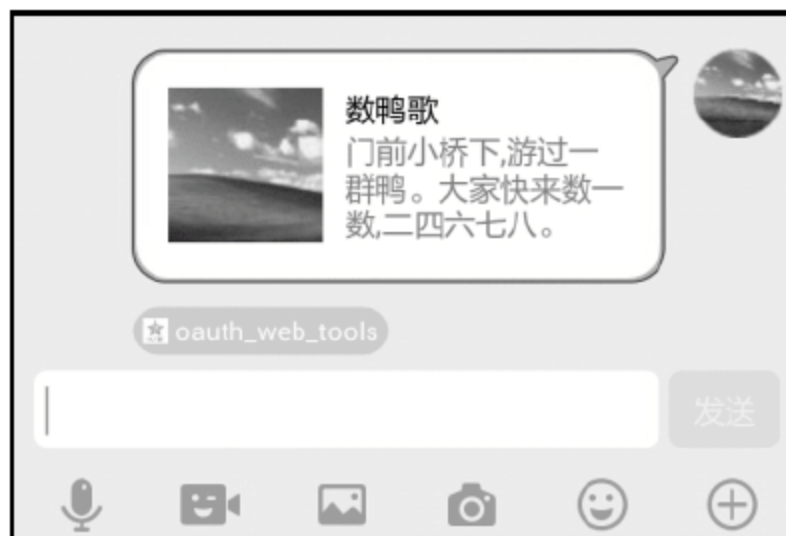 数鸭歌
门前小桥下,游过一
群鸭。大家快来数一
数,二四六七八。
oauth_web_tools
发送